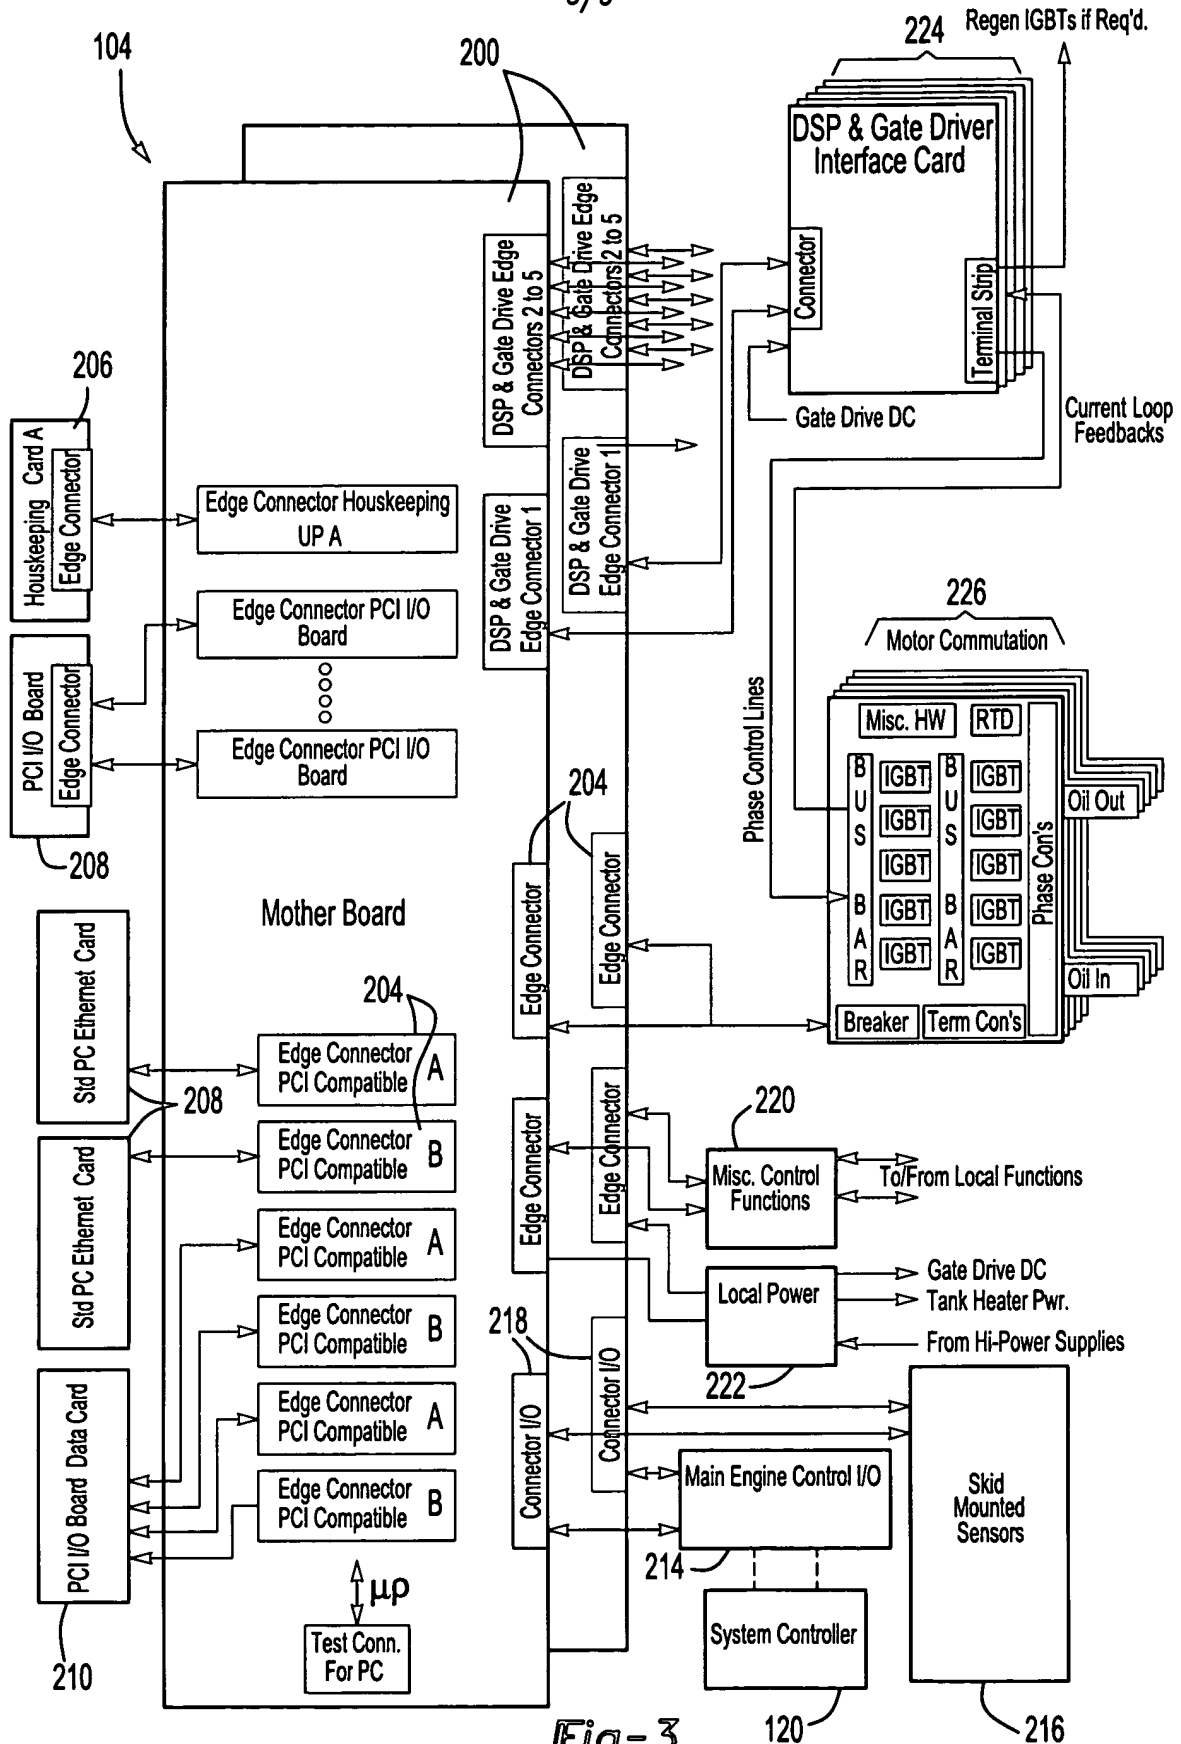 104
200
224
Regen IGBTs if Req'd.
DSP & Gate Driver
Interface Card
Connector
Terminal Strip
DSP & Gate Drive Edge
Connectors 2 to 5
DSP & Gate Drive Edge
Connectors 2 to 5
Gate Drive DC
Current Loop
Feedbacks
206
Houskeeping Card A
Edge Connector
Edge Connector Houskeeping
UP A
DSP & Gate Drive
Edge Connector 1
DSP & Gate Drive
Edge Connector 1
PCI I/O Board
Edge Connector
208
Edge Connector PCI I/O
Board
Edge Connector PCI I/O
Board
226
Motor Commutation
Phase Control Lines
Misc. HW
RTD
BUS BAR
IGBT
IGBT
IGBT
IGBT
IGBT
BUS BAR
IGBT
IGBT
IGBT
IGBT
IGBT
Phase Con's
Oil Out
Oil In
Breaker
Term Con's
204
Edge Connector
Edge Connector
Mother Board
Std PC Ethernet Card
208
Std PC Ethernet Card
204
Edge Connector
PCI Compatible A
Edge Connector
PCI Compatible B
Edge Connector
PCI Compatible A
Edge Connector
PCI Compatible B
Edge Connector
PCI Compatible A
Edge Connector
PCI Compatible B
Edge Connector
Edge Connector
220
Misc. Control
Functions
To/From Local Functions
Local Power
222
Gate Drive DC
Tank Heater Pwr.
From Hi-Power Supplies
218
Connector I/O
Connector I/O
PCI I/O Board Data Card
210
μp
Test Conn.
For PC
Main Engine Control I/O
214
System Controller
120
Skid
Mounted
Sensors
216
Fig-3